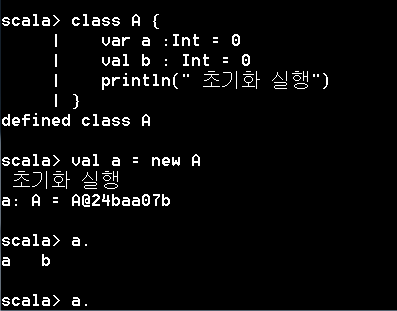 scala> class A {
     |    var a :Int = 0
     |    val b : Int = 0
     |    println(" 초기화 실행")
     | }
defined class A
scala> val a = new A
 초기화 실행
a: A = A@24baa07b
scala> a.
a   b
scala> a.